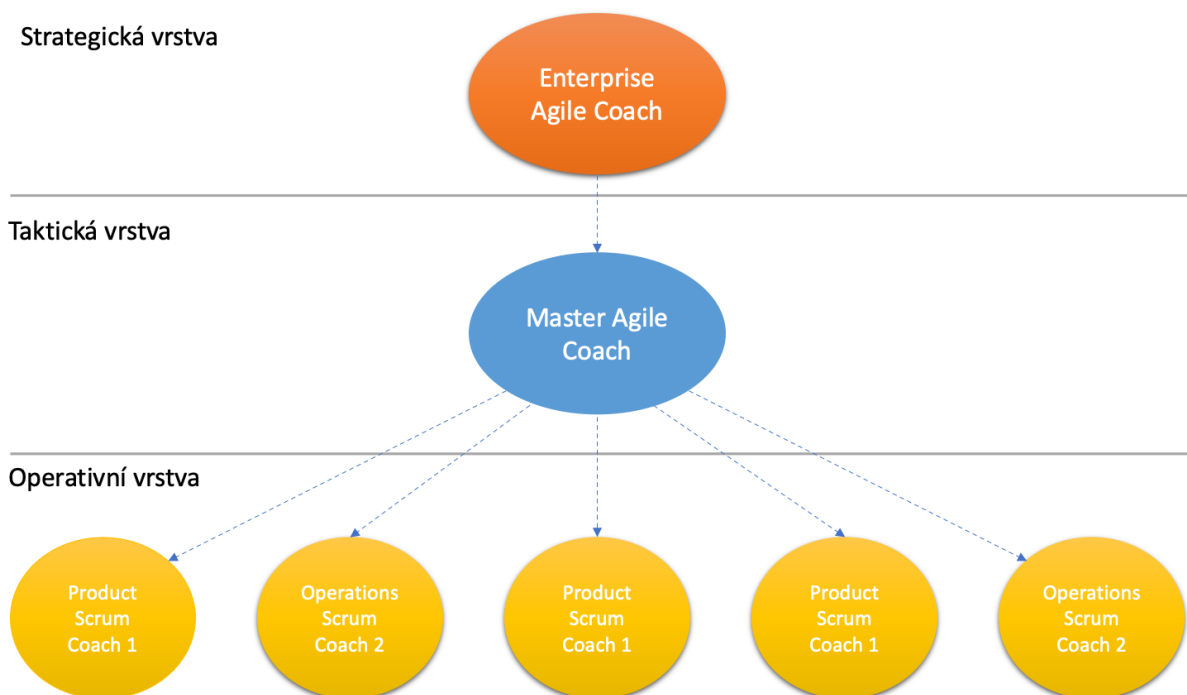 Strategická vrstva
Enterprise
Agile Coach
Taktická vrstva
Master Agile
Coach
Operativní vrstva
Product
Scrum
Coach 1
Operations
Scrum
Coach 2
Product
Scrum
Coach 1
Product
Scrum
Coach 1
Operations
Scrum
Coach 2